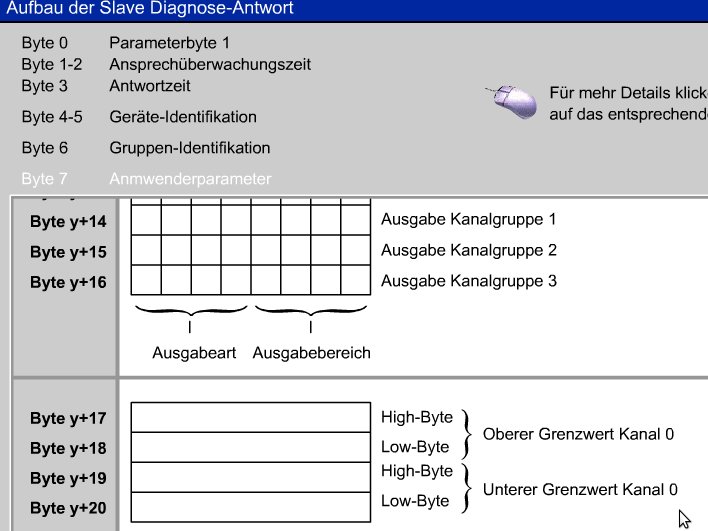 Aufbau der Slave Diagnose-Antwort
Byte 0 Parameterbyte 1
Byte 1-2 Ansprechüberwachungszeit
Byte 3 Antwortzeit
Für mehr Details klick
auf das entsprechend
Byte 4-5 Geräte-Identifikation
Byte 6 Gruppen-Identifikation
Byte 7 Anmwenderparameter
Byte y+14 Ausgabe Kanalgruppe 1
Byte y+15 Ausgabe Kanalgruppe 2
Byte y+16 Ausgabe Kanalgruppe 3
Ausgabeart Ausgabebereich
Byte y+17 High-Byte
Oberer Grenzwert Kanal 0
Byte y+18 Low-Byte
Byte y+19 High-Byte
Unterer Grenzwert Kanal 0
Byte y+20 Low-Byte